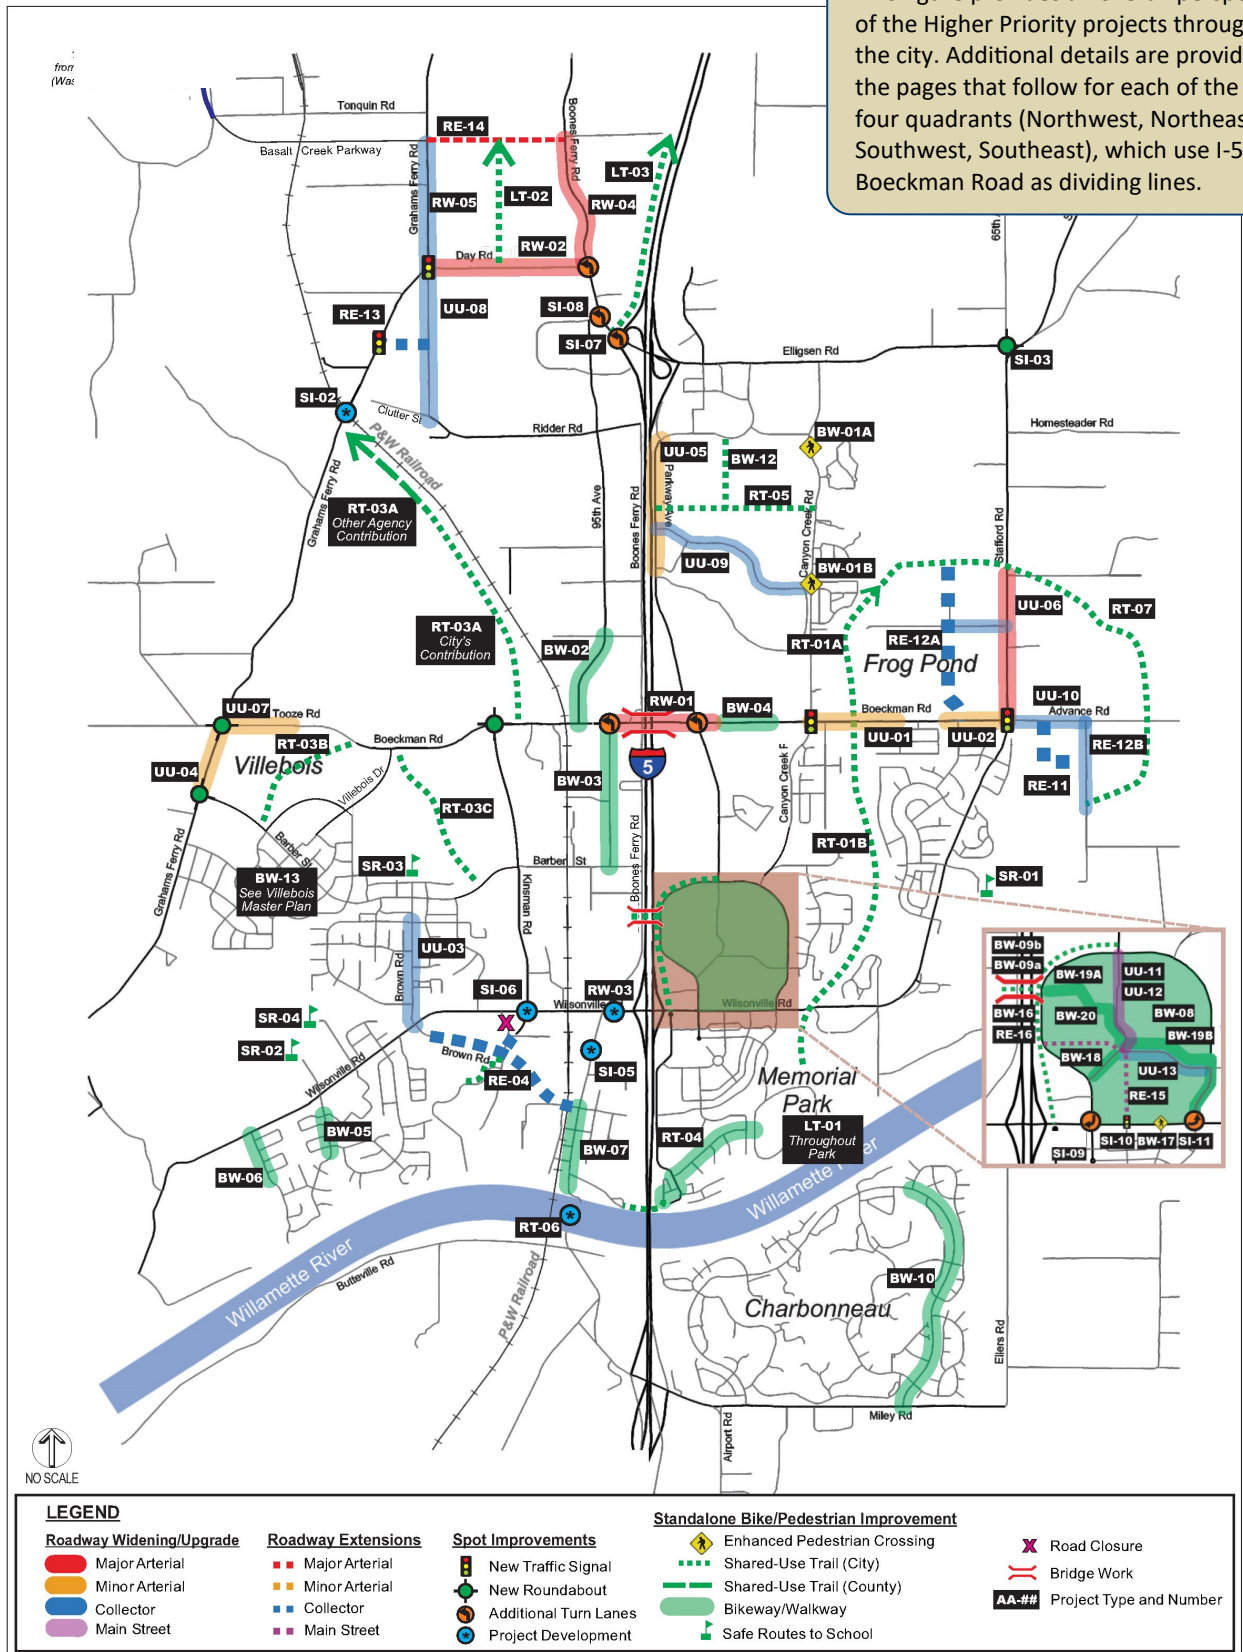 of the Higher Priority projects throug
the city. Additional details are provid
the pages that follow for each of the
four quadrants (Northwest, Northeas
Southwest, Southeast), which use I-5
Boeckman Road as dividing lines.
from
(Was
Tonquin Rd
RE-14
Boones Ferry Rd
Basalt Creek Parkway
Grahams Ferry Rd
LT-03
RW-05
LT-02
RW-04
65th
RW-02
Day Rd
UU-08
SI-08
RE-13
SI-07
Elligsen Rd
SI-03
SI-02
Clutter St
P&W Railroad
Ridder Rd
BW-01A
Homesteader Rd
UU-05
BW-12
Parkway Ave
RT-05
Grahams Ferry Rd
RT-03A
Other Agency
Contribution
95th Ave
Boones Ferry Rd
Canyon Creek Rd
Stafford Rd
UU-09
BW-01B
UU-06
RT-07
RT-03A
City's
Contribution
BW-02
RT-01A
RE-12A
Frog Pond
RW-01
UU-07
Tooze Rd
BW-04
Boeckman Rd
UU-10
Advance Rd
RT-03B
Boeckman Rd
UU-01
UU-02
RE-12B
Villebois
UU-04
5
BW-03
Canyon Creek F
RE-11
Villebois Dr
RT-03C
Boones Ferry Rd
RT-01B
Grahams Ferry Rd
Barber St
SR-03
Barber St
BW-13
See Villebois
Master Plan
Kinsman Rd
SR-01
UU-03
Brown Rd
BW-09b
BW-09a
BW-19A
UU-11
UU-12
SI-06
RW-03
Wilsonville
Wilsonville Rd
BW-16
BW-20
BW-08
SR-04
RE-16
BW-19B
SR-02
Brown Rd
SI-05
BW-18
UU-13
Wilsonville Rd
RE-04
RE-15
Memorial
Park
LT-01
Throughout
Park
BW-05
RT-04
SI-10
BW-17
SI-11
BW-07
SI-09
BW-06
Willamette River
RT-06
Willamette River
Butteville Rd
P&W Railroad
BW-10
Charbonneau
Eilers Rd
Miley Rd
Airport Rd
NO SCALE
LEGEND
Roadway Widening/Upgrade
Major Arterial
Minor Arterial
Collector
Main Street
Roadway Extensions
Major Arterial
Minor Arterial
Collector
Main Street
Spot Improvements
New Traffic Signal
New Roundabout
Additional Turn Lanes
Project Development
Standalone Bike/Pedestrian Improvement
Enhanced Pedestrian Crossing
Shared-Use Trail (City)
Shared-Use Trail (County)
Bikeway/Walkway
Safe Routes to School
X Road Closure
Bridge Work
AA-## Project Type and Number